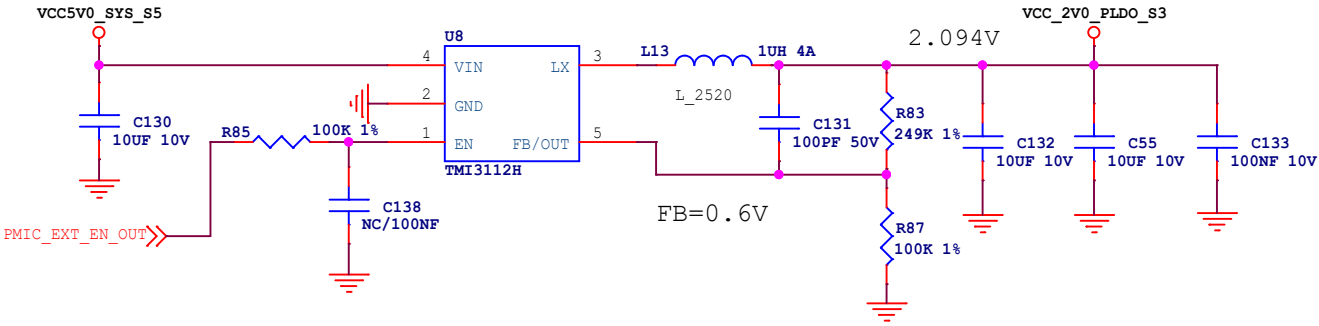 VCC5V0_SYS_S5
VCC_2V0_PLDO_S3
U8
2.094V
4
VIN
LX
3
L13
1UH 4A
L_2520
2
GND
C130
10UF 10V
R85
100K 1%
1
EN
FB/OUT
5
TMI3112H
C131
100PF 50V
R83
249K 1%
C132
10UF 10V
C55
10UF 10V
C133
100NF 10V
C138
NC/100NF
FB=0.6V
PMIC_EXT_EN_OUT
R87
100K 1%